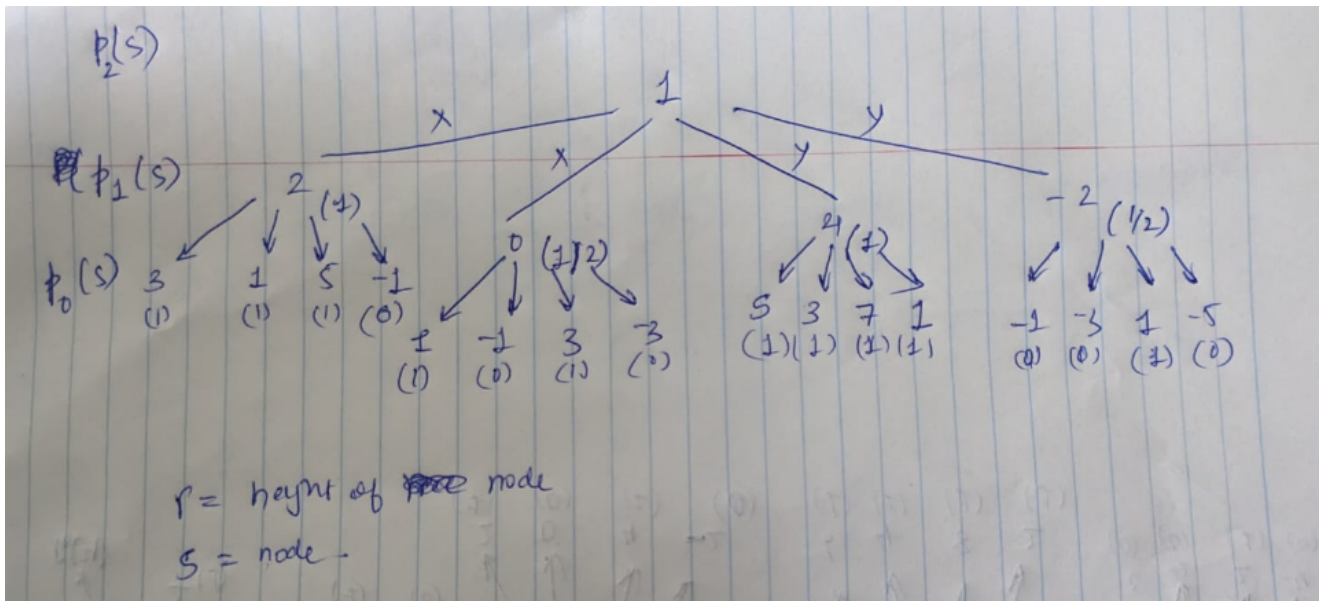 p₂(S)
1
x x y y
p₁(S) 2 (1) 0 (1/2) 4 (1) -2 (1/2)
p₀(S) 3 1 5 -1 1 -1 3 -3 5 3 7 1 -1 -3 1 -5
(1) (1) (1) (0) (1) (0) (1) (0) (1) (1) (1) (1) (0) (0) (1) (0)
r = height of node
S = node